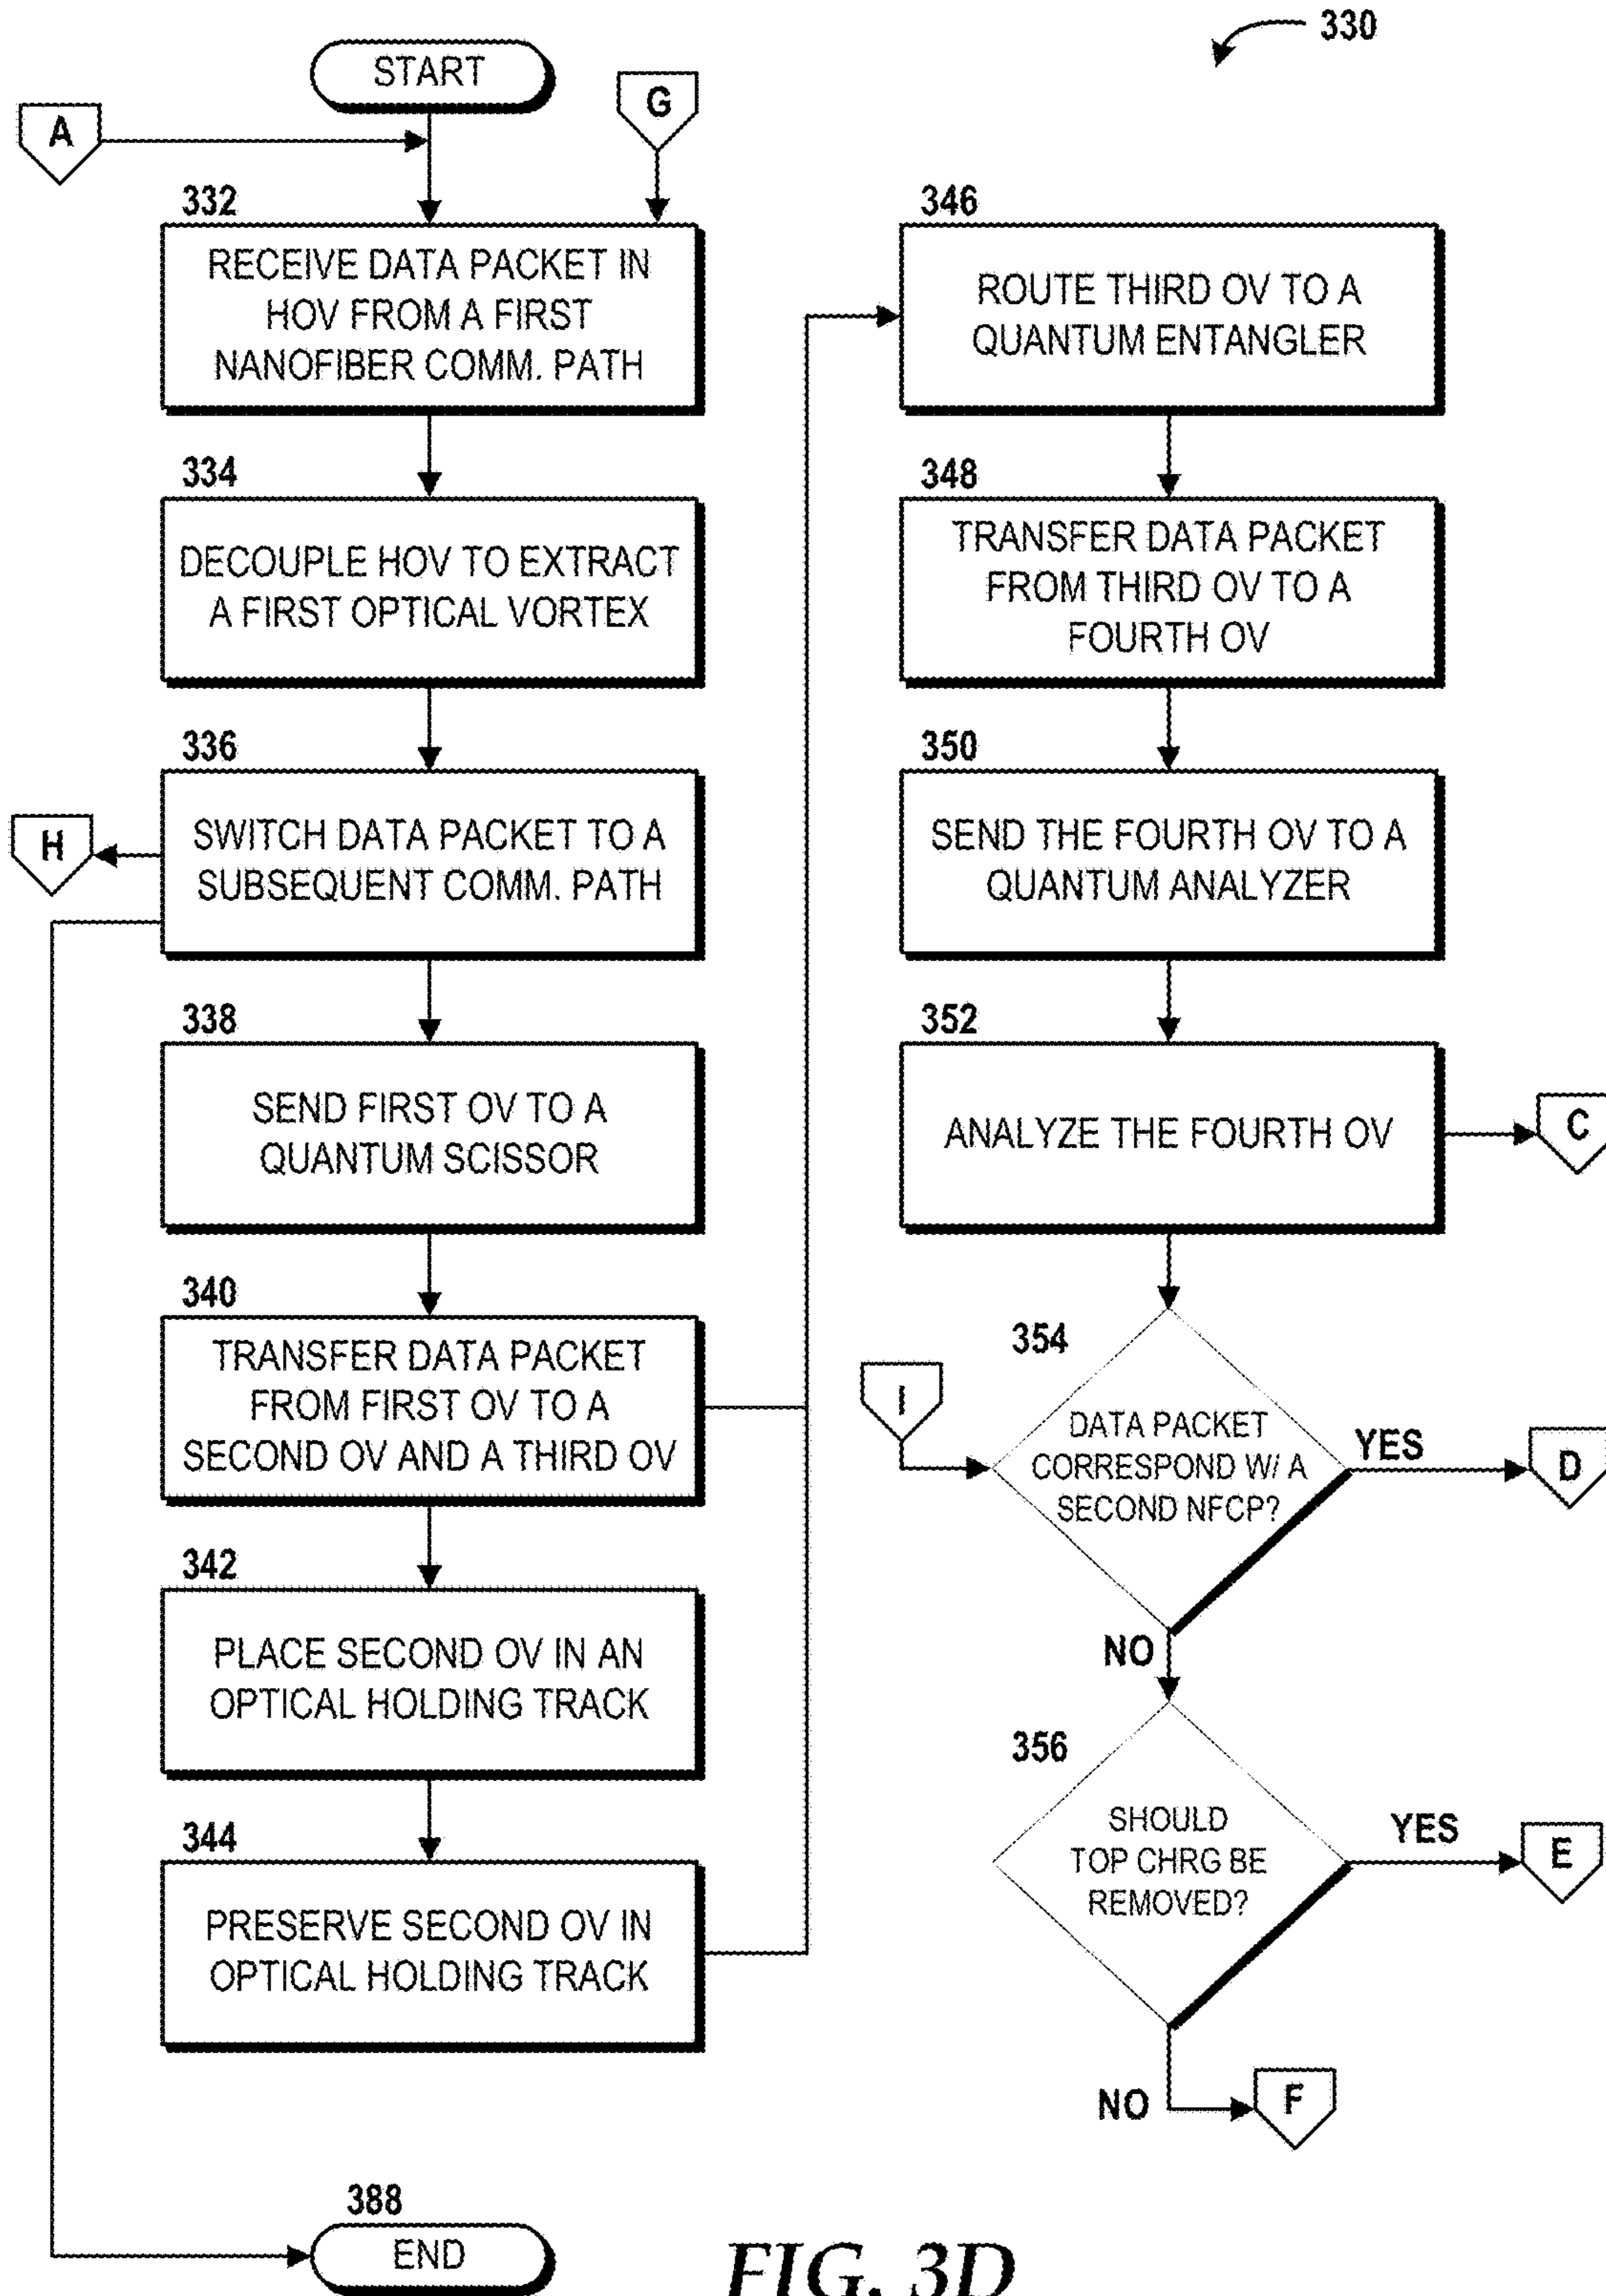 330
START
A
G
332
RECEIVE DATA PACKET IN
HOV FROM A FIRST
NANOFIBER COMM. PATH
334
DECOUPLE HOV TO EXTRACT
A FIRST OPTICAL VORTEX
336
SWITCH DATA PACKET TO A
SUBSEQUENT COMM. PATH
H
338
SEND FIRST OV TO A
QUANTUM SCISSOR
340
TRANSFER DATA PACKET
FROM FIRST OV TO A
SECOND OV AND A THIRD OV
342
PLACE SECOND OV IN AN
OPTICAL HOLDING TRACK
344
PRESERVE SECOND OV IN
OPTICAL HOLDING TRACK
346
ROUTE THIRD OV TO A
QUANTUM ENTANGLER
348
TRANSFER DATA PACKET
FROM THIRD OV TO A
FOURTH OV
350
SEND THE FOURTH OV TO A
QUANTUM ANALYZER
352
ANALYZE THE FOURTH OV
C
354
I
DATA PACKET
CORRESPOND W/ A
SECOND NFCP?
YES
D
NO
356
SHOULD
TOP CHRG BE
REMOVED?
YES
E
NO
F
388
END
FIG. 3D